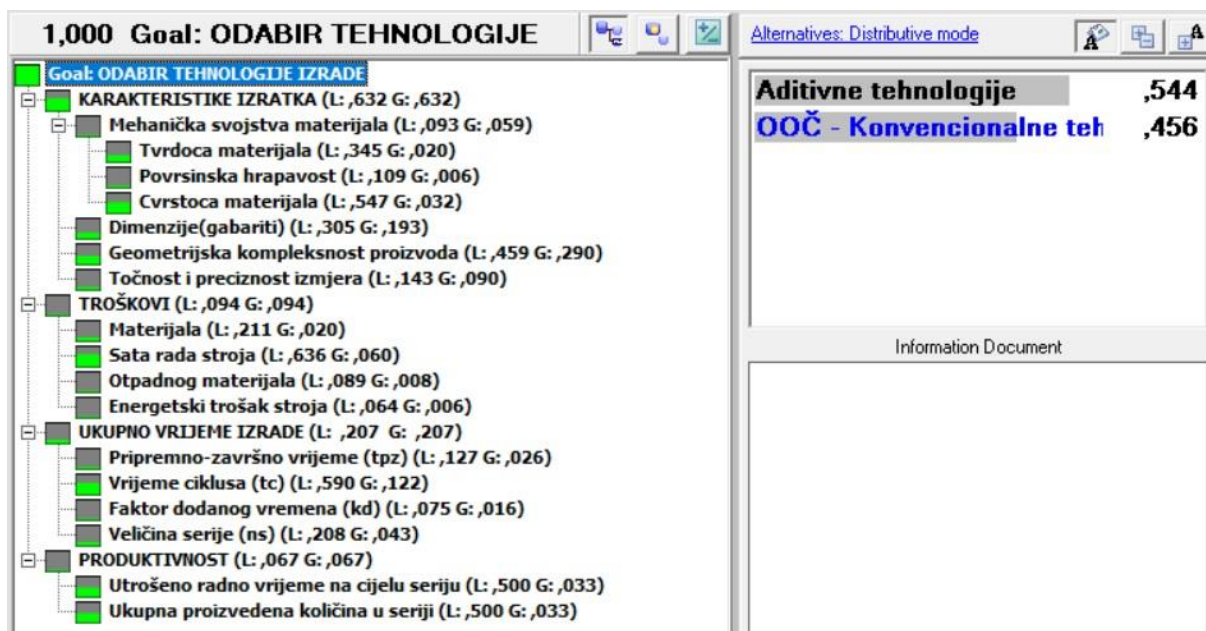 1,000 Goal: ODABIR TEHNOLOGIJE
Goal: ODABIR TEHNOLOGIJE IZRADE
KARAKTERISTIKE IZRATKA (L: ,632 G: ,632)
Mehanička svojstva materijala (L: ,093 G: ,059)
Tvrdoca materijala (L: ,345 G: ,020)
Povrsinska hrapavost (L: ,109 G: ,006)
Cvrstoca materijala (L: ,547 G: ,032)
Dimenzije(gabariti) (L: ,305 G: ,193)
Geometrijska kompleksnost proizvoda (L: ,459 G: ,290)
Točnost i preciznost izmjera (L: ,143 G: ,090)
TROŠKOVI (L: ,094 G: ,094)
Materijala (L: ,211 G: ,020)
Sata rada stroja (L: ,636 G: ,060)
Otpadnog materijala (L: ,089 G: ,008)
Energetski trošak stroja (L: ,064 G: ,006)
UKUPNO VRIJEME IZRADE (L: ,207 G: ,207)
Pripremno-završno vrijeme (tpz) (L: ,127 G: ,026)
Vrijeme ciklusa (tc) (L: ,590 G: ,122)
Faktor dodanog vremena (kd) (L: ,075 G: ,016)
Veličina serije (ns) (L: ,208 G: ,043)
PRODUKTIVNOST (L: ,067 G: ,067)
Utrošeno radno vrijeme na cijelu seriju (L: ,500 G: ,033)
Ukupna proizvedena količina u seriji (L: ,500 G: ,033)
Alternatives: Distributive mode
Aditivne tehnologije ,544
OOČ - Konvencionalne teh ,456
Information Document